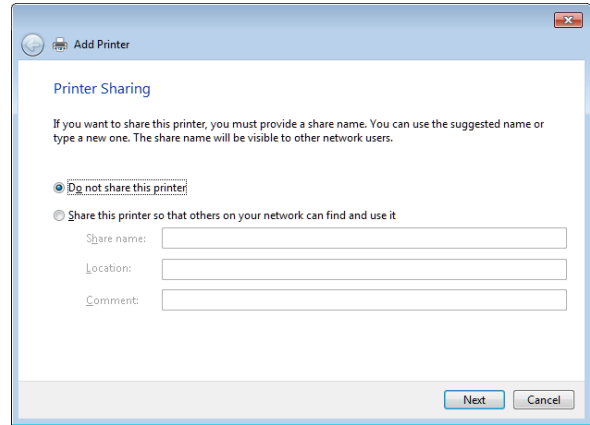 Add Printer
Printer Sharing
If you want to share this printer, you must provide a share name. You can use the suggested name or
type a new one. The share name will be visible to other network users.
Do not share this printer
Share this printer so that others on your network can find and use it
Share name:
Location:
Comment:
Next Cancel